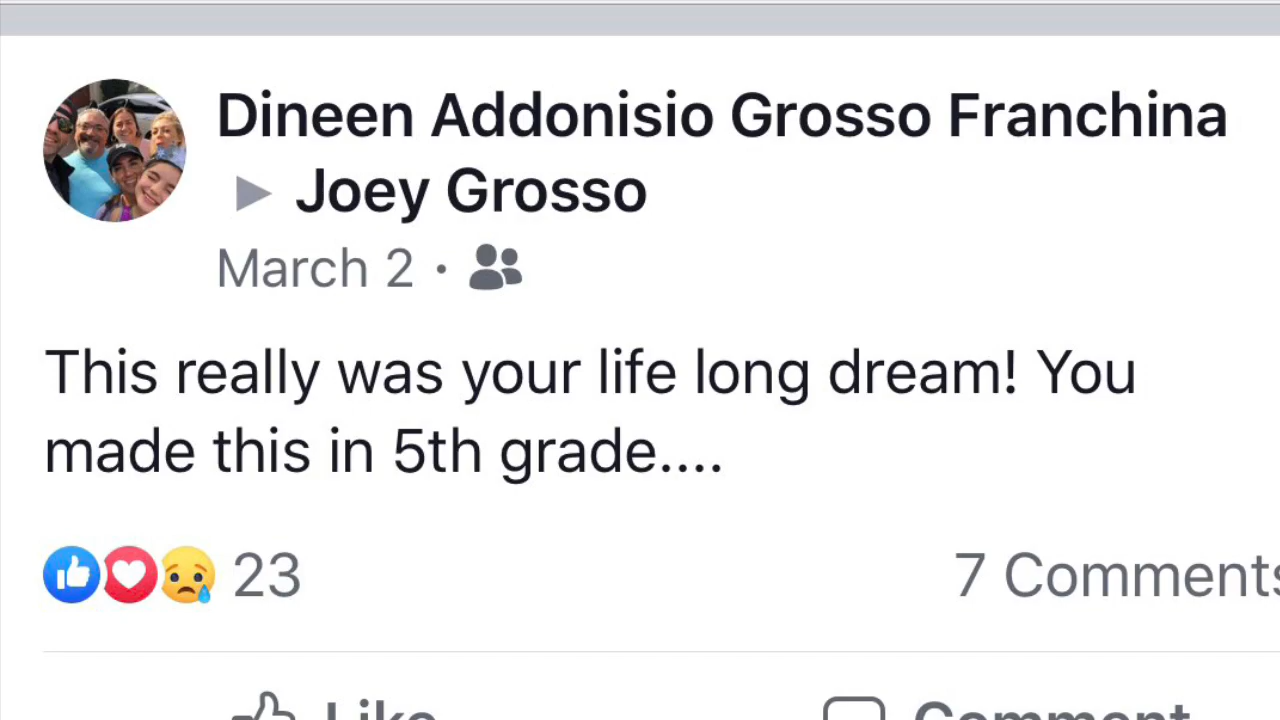 Dineen Addonisio Grosso Franchina
▶ Joey Grosso
March 2 ·
This really was your life long dream! You
made this in 5th grade....
23 7 Comments
Like Comment